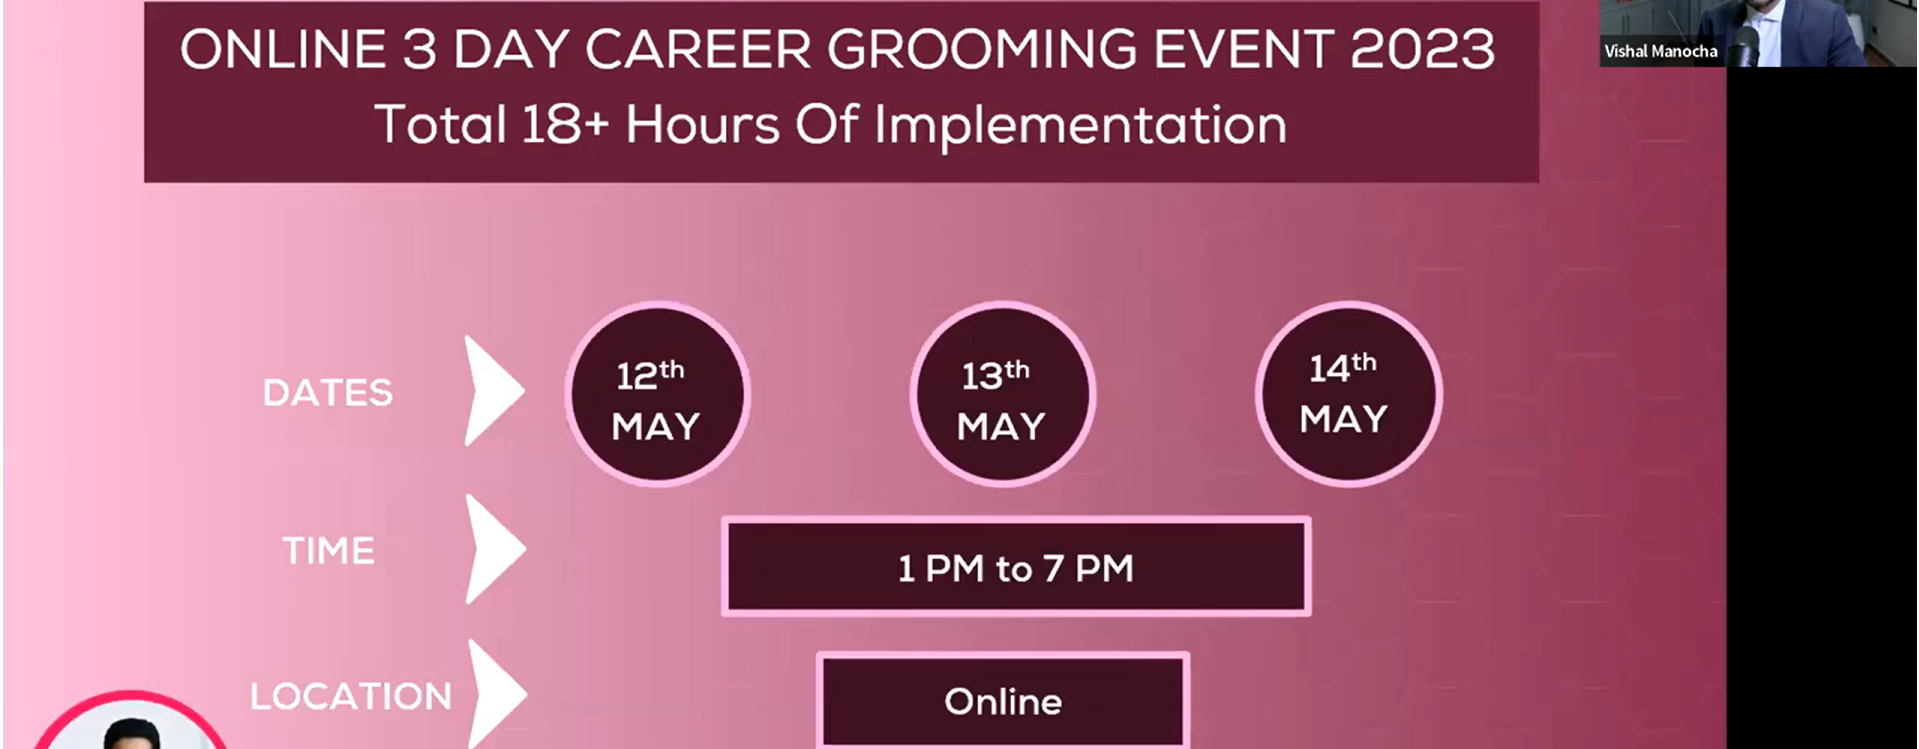 ONLINE 3 DAY CAREER GROOMING EVENT 2023
Total 18+ Hours Of Implementation
Vishal Manocha
DATES
12th
MAY
13th
MAY
14th
MAY
TIME
1 PM to 7 PM
LOCATION
Online